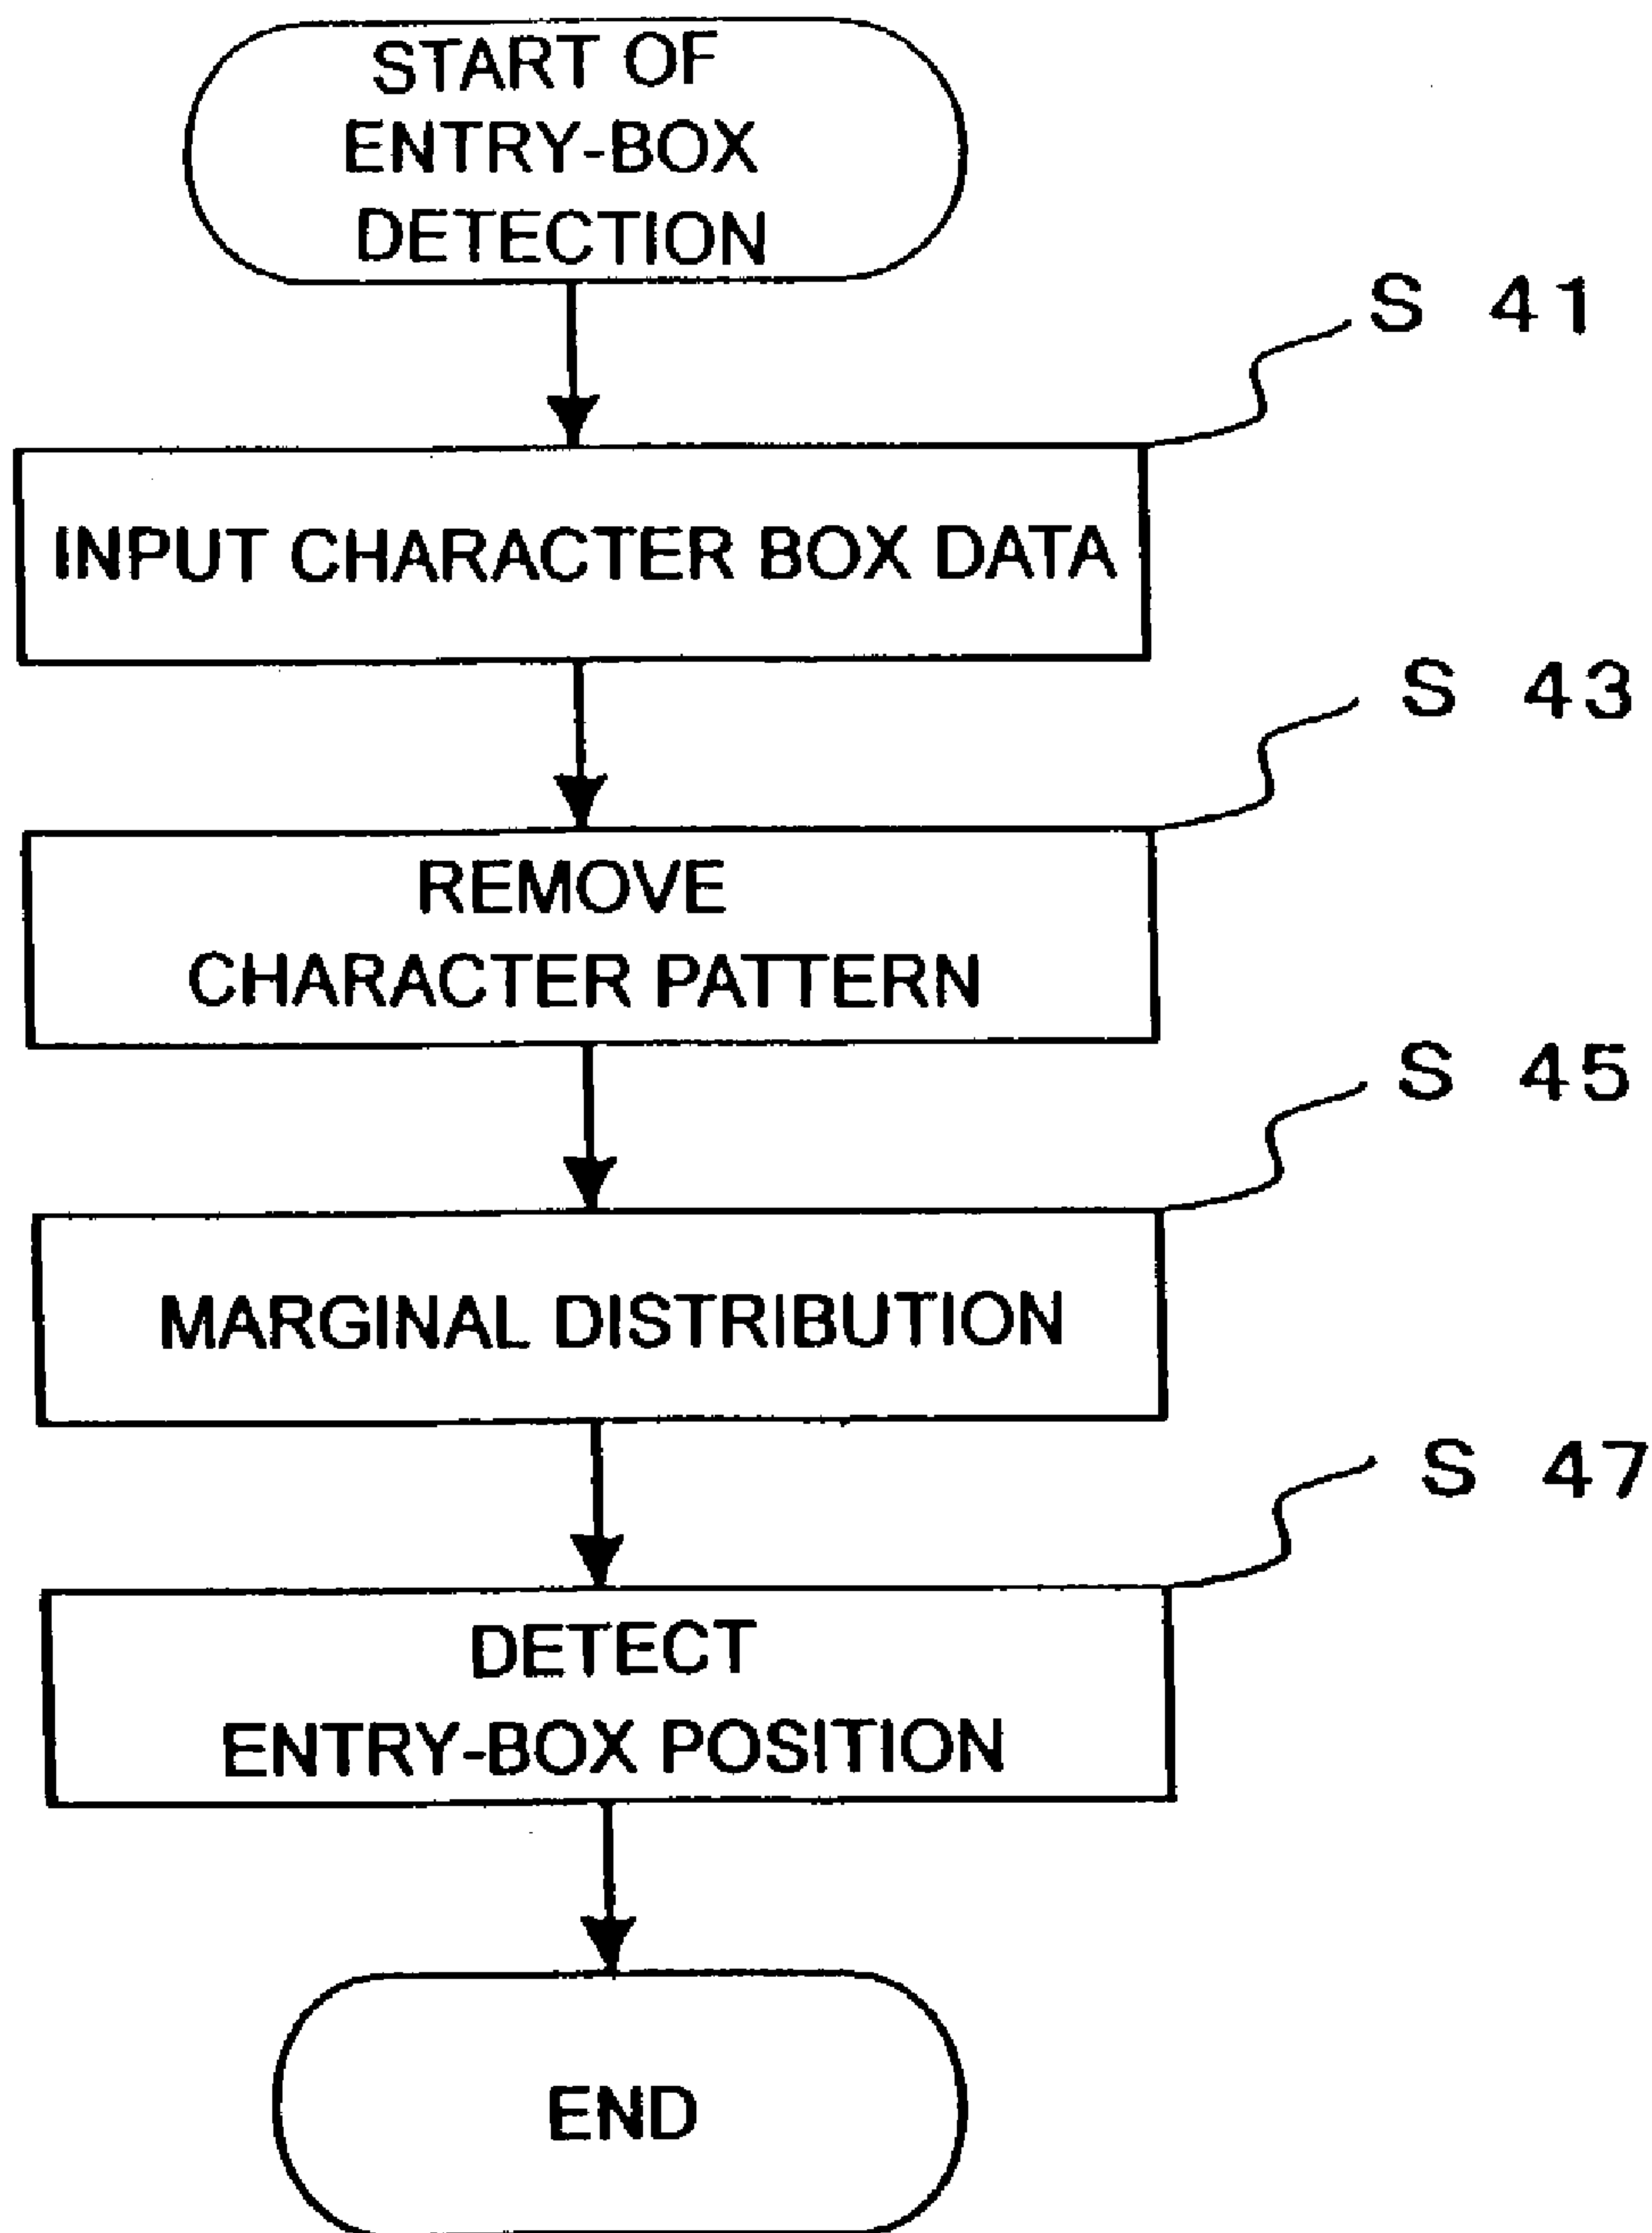 START OF
ENTRY-BOX
DETECTION
S 41
INPUT CHARACTER BOX DATA
S 43
REMOVE
CHARACTER PATTERN
S 45
MARGINAL DISTRIBUTION
S 47
DETECT
ENTRY-BOX POSITION
END